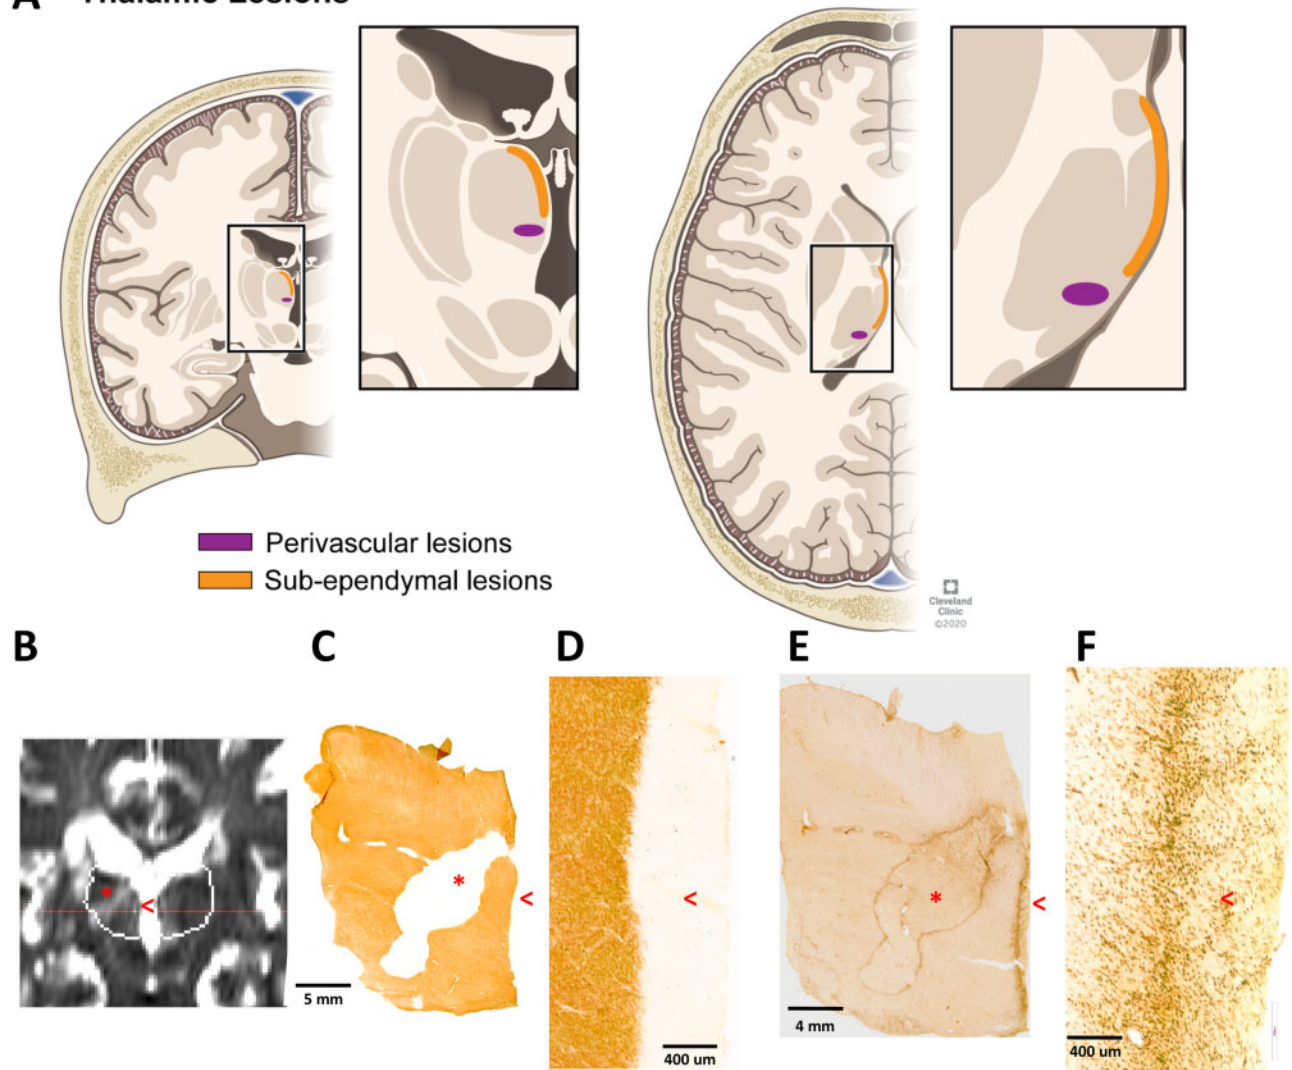 A Thalamic Lesions
Perivascular lesions
Sub-ependymal lesions
Cleveland
Clinic
©2020
B
C
D
E
F
*
<
*
<
<
*
<
<
5 mm
400 um
4 mm
400 um